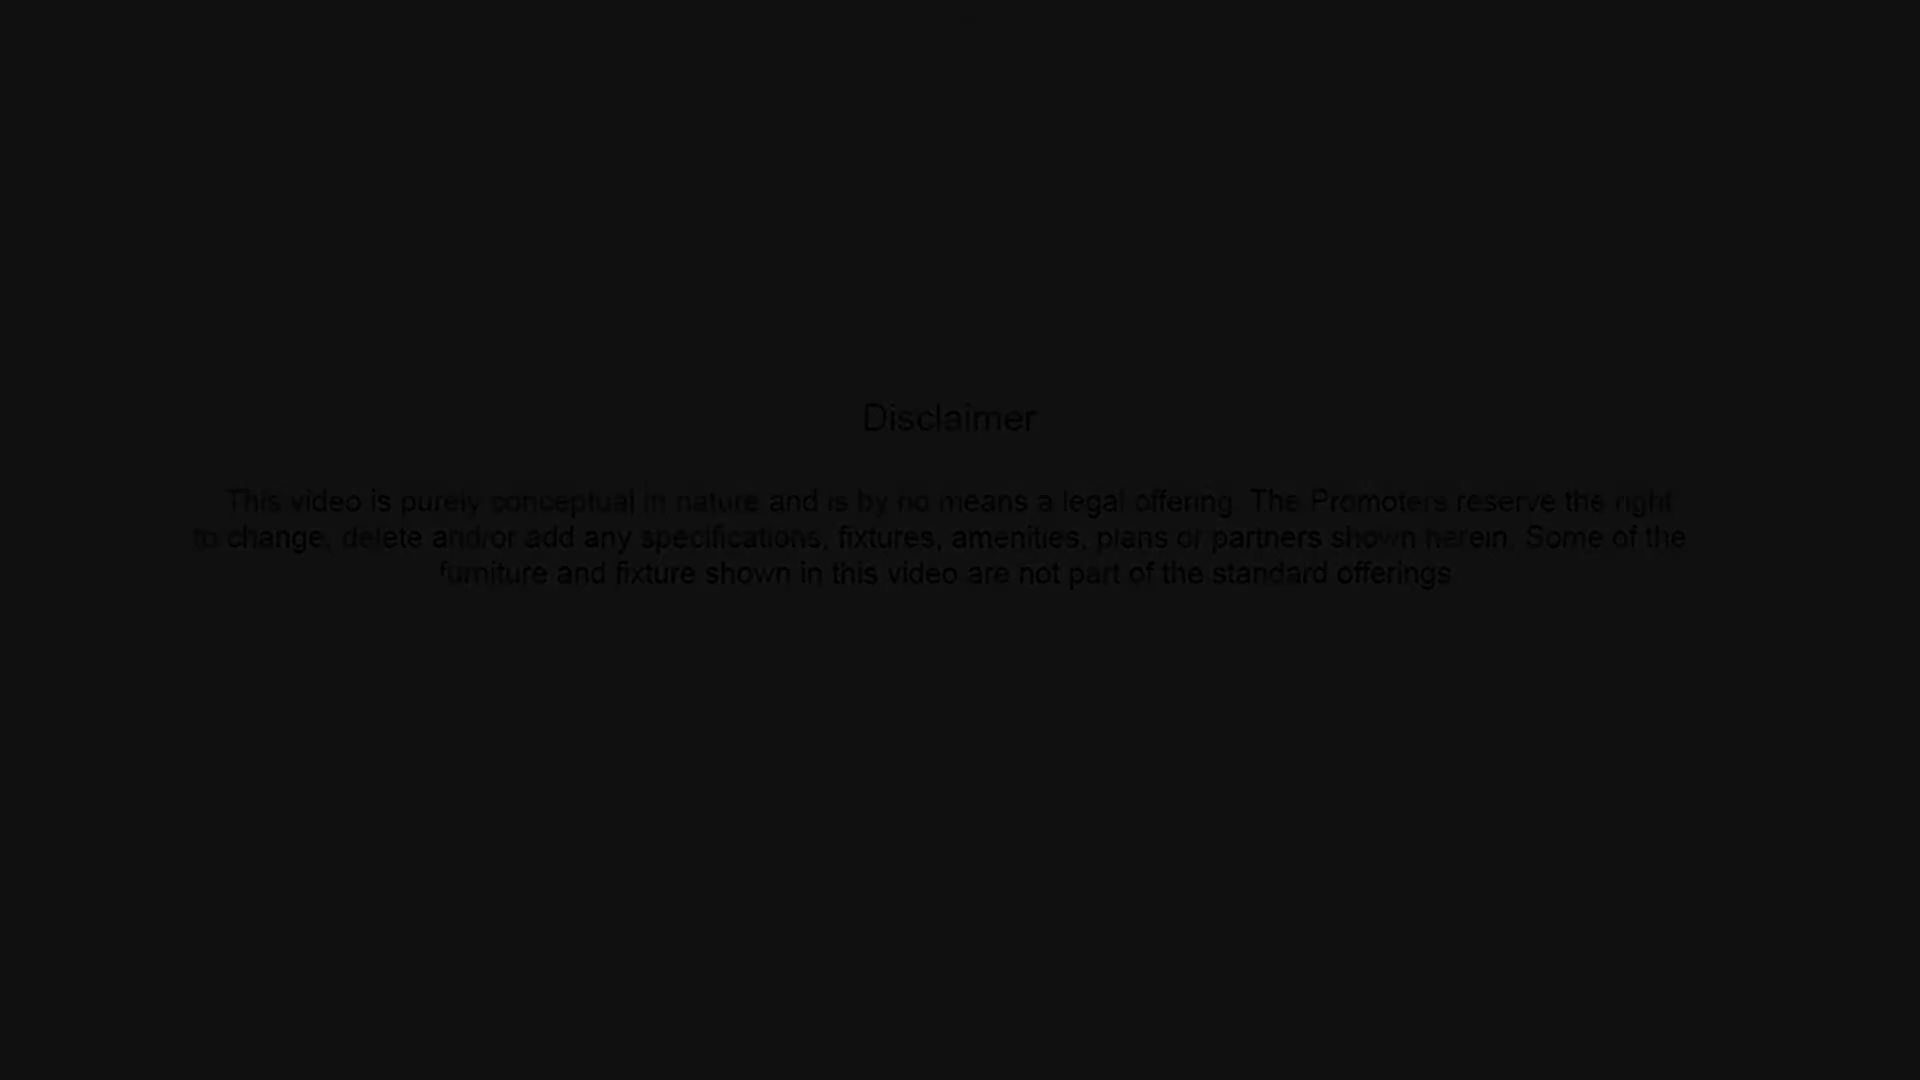 Disclaimer
This video is purely conceptual in nature and is by no means a legal offering. The Promoters reserve the right
to change, delete and/or add any specifications, fixtures, amenities, plans or partners shown herein. Some of the
furniture and fixture shown in this video are not part of the standard offerings